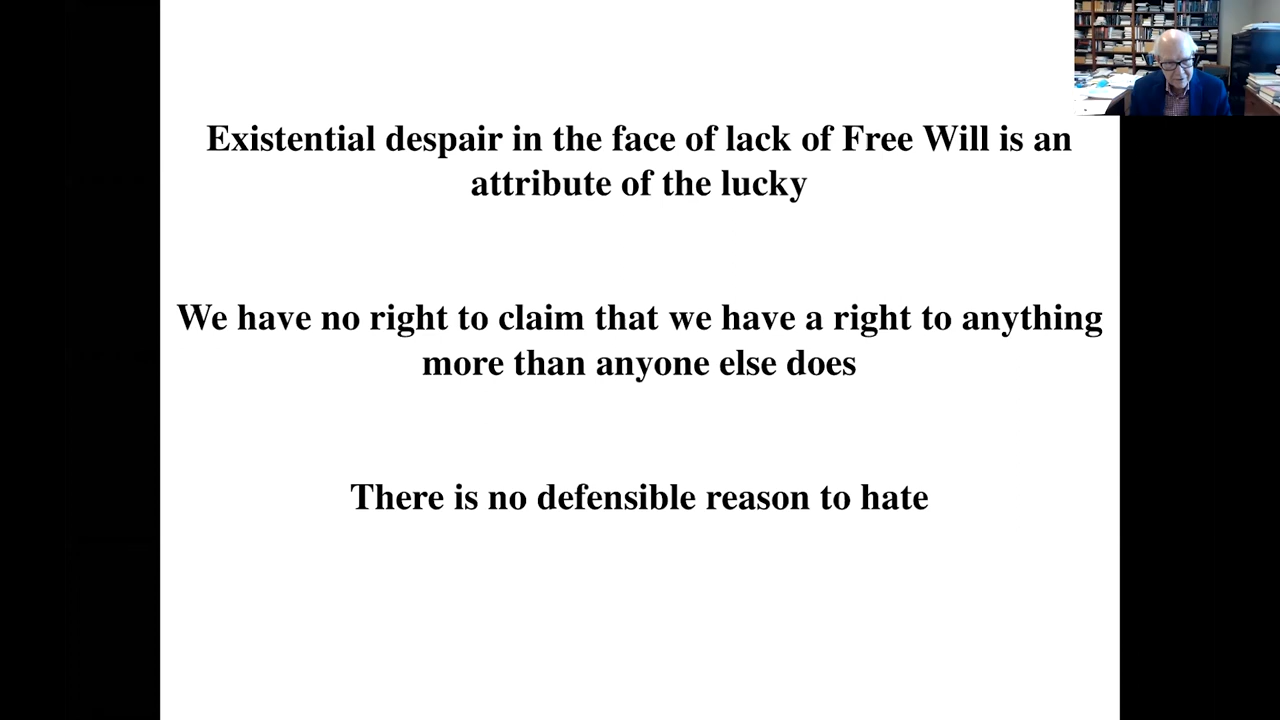 Existential despair in the face of lack of Free Will is an
attribute of the lucky
We have no right to claim that we have a right to anything
more than anyone else does
There is no defensible reason to hate